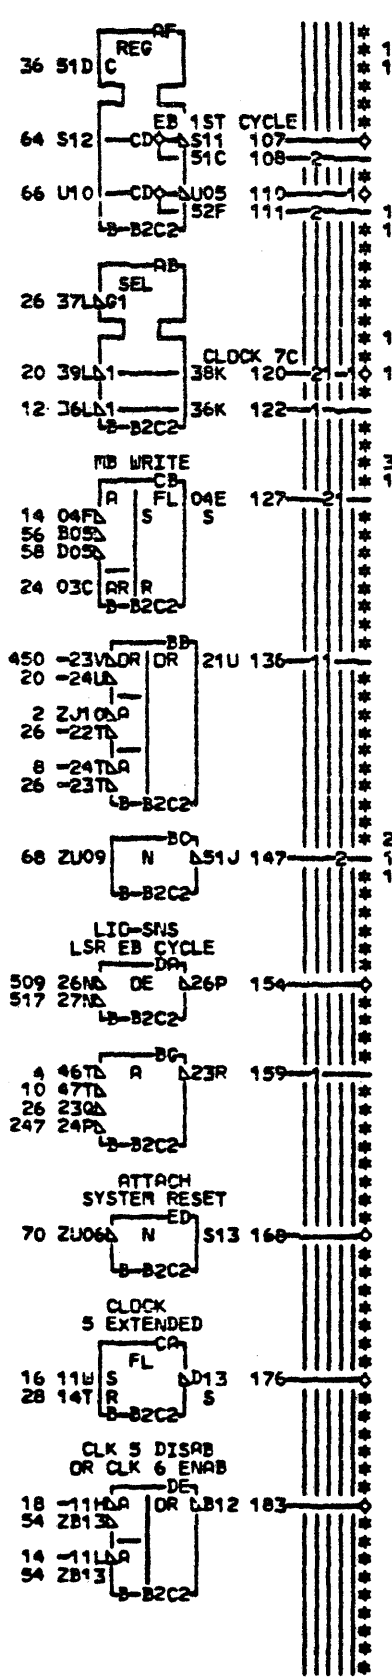 AF
REG
36 51D C
EB 1ST CYCLE
64 S12 CD S11 107
51C 108 2
66 U10 CD U05 110 1
52F 111 2
B-B2C2
AB
SEL
26 37L G1
CLOCK 7C
20 39L 1 38K 120 2 1
12 36L 1 36K 122 1
B-B2C2
MB WRITE
CB
A FL 04E 127 2
14 04F S S
56 B05
58 D05
24 03C AR R
B-B2C2
BB
450 -23V OR OR 21U 136 1 1
20 -24U
2 ZJ10 A
26 -22T
8 -24T A
26 -23T
B-B2C2
BC
68 ZU09 N 51J 147 2
B-B2C2
LIO-SNS
LSR EB CYCLE
DA
509 26N OE 26P 154
517 27N
B-B2C2
BG
4 46T A 23R 159 1
10 47T
26 23Q
247 24P
B-B2C2
ATTACH
SYSTEM RESET
ED
70 ZU06 N S13 168
B-B2C2
CLOCK
5 EXTENDED
CA
FL
16 11W S D13 176
28 14T R S
B-B2C2
CLK 5 DISAB
OR CLK 6 ENAB
DE
18 -11H A OR B12 183
54 ZB13
14 -11L A
54 ZB13
B-B2C2